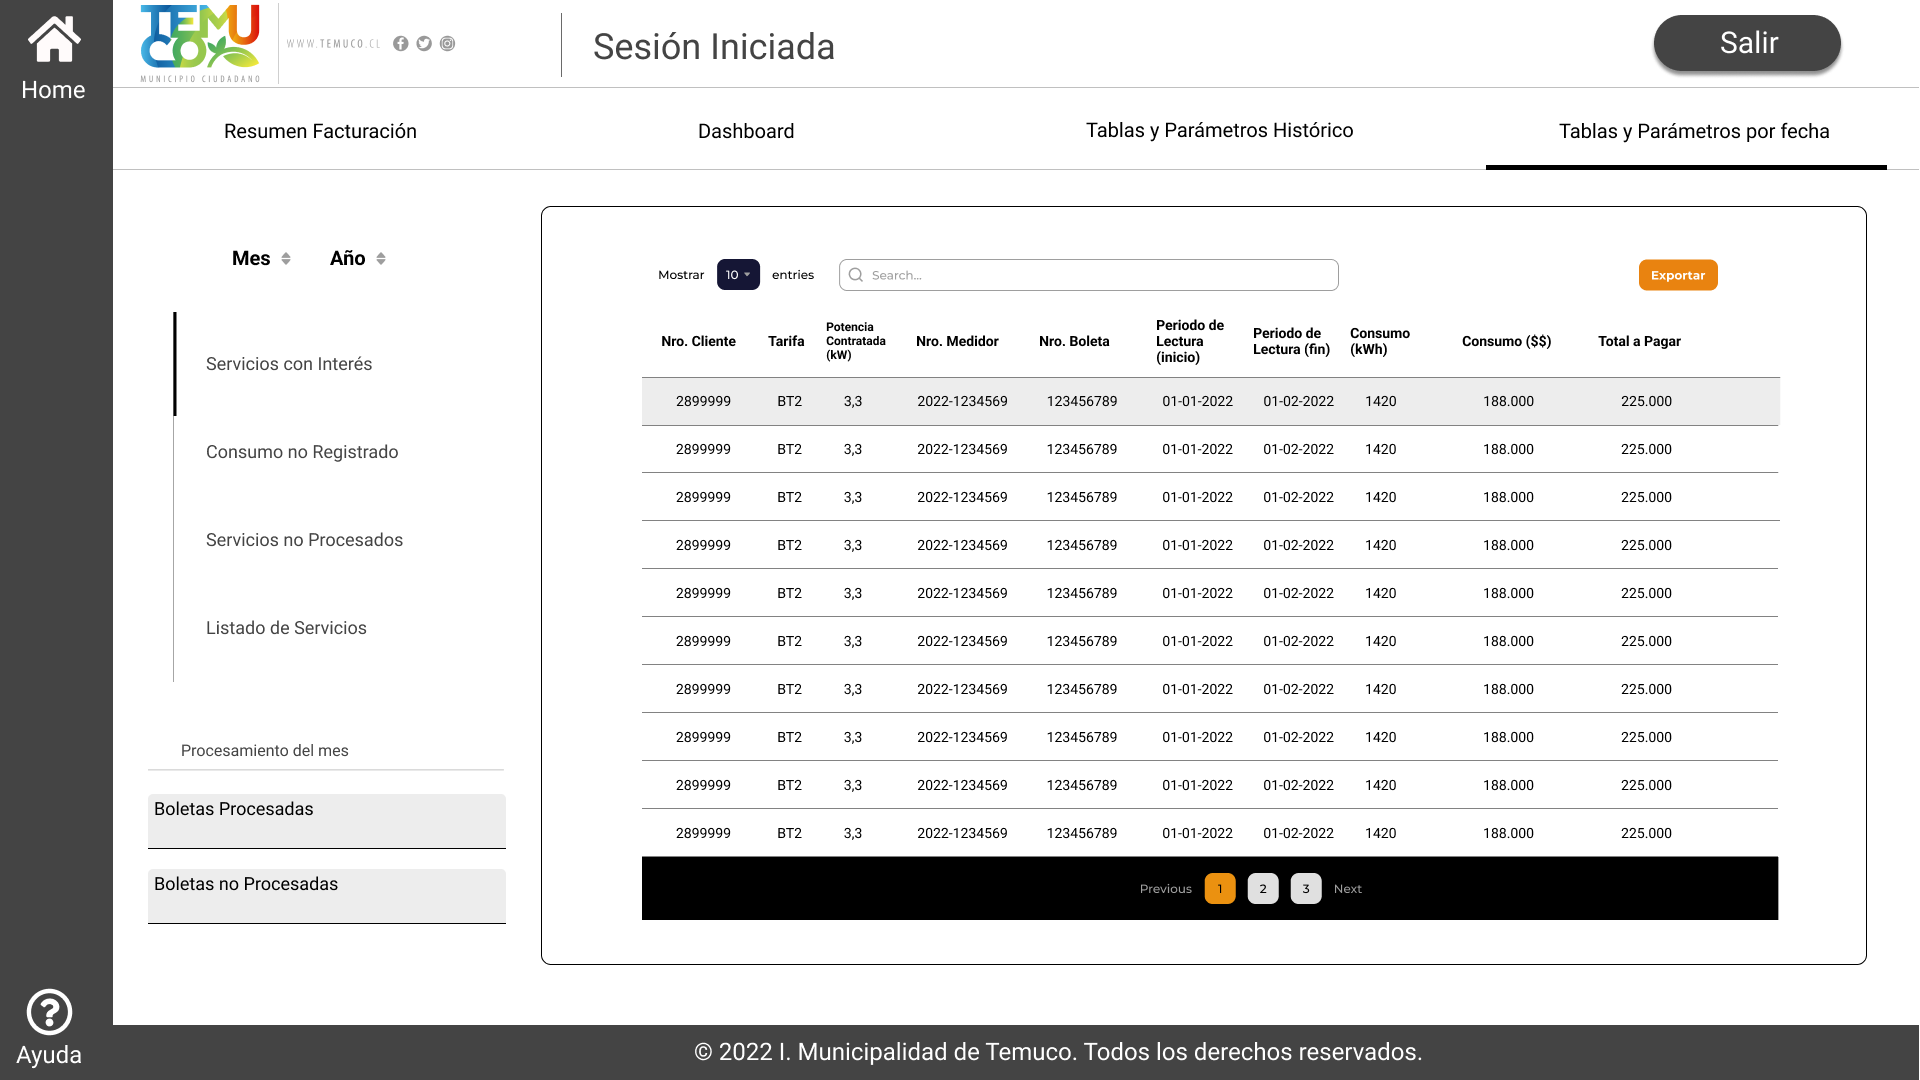 Home
TEMUCO
MUNICIPIO CIUDADANO
WWW.TEMUCO.CL
Sesión Iniciada
Salir
Resumen Facturación
Dashboard
Tablas y Parámetros Histórico
Tablas y Parámetros por fecha
Mes
Año
Servicios con Interés
Consumo no Registrado
Servicios no Procesados
Listado de Servicios
Procesamiento del mes
Boletas Procesadas
Boletas no Procesadas
Mostrar 10 entries Search... Exportar
Nro. Cliente Tarifa Potencia Contratada (kW) Nro. Medidor Nro. Boleta Periodo de Lectura (inicio) Periodo de Lectura (fin) Consumo (kWh) Consumo ($$) Total a Pagar
2899999 BT2 3,3 2022-1234569 123456789 01-01-2022 01-02-2022 1420 188.000 225.000
2899999 BT2 3,3 2022-1234569 123456789 01-01-2022 01-02-2022 1420 188.000 225.000
2899999 BT2 3,3 2022-1234569 123456789 01-01-2022 01-02-2022 1420 188.000 225.000
2899999 BT2 3,3 2022-1234569 123456789 01-01-2022 01-02-2022 1420 188.000 225.000
2899999 BT2 3,3 2022-1234569 123456789 01-01-2022 01-02-2022 1420 188.000 225.000
2899999 BT2 3,3 2022-1234569 123456789 01-01-2022 01-02-2022 1420 188.000 225.000
2899999 BT2 3,3 2022-1234569 123456789 01-01-2022 01-02-2022 1420 188.000 225.000
2899999 BT2 3,3 2022-1234569 123456789 01-01-2022 01-02-2022 1420 188.000 225.000
2899999 BT2 3,3 2022-1234569 123456789 01-01-2022 01-02-2022 1420 188.000 225.000
2899999 BT2 3,3 2022-1234569 123456789 01-01-2022 01-02-2022 1420 188.000 225.000
Previous 1 2 3 Next
Ayuda
© 2022 I. Municipalidad de Temuco. Todos los derechos reservados.